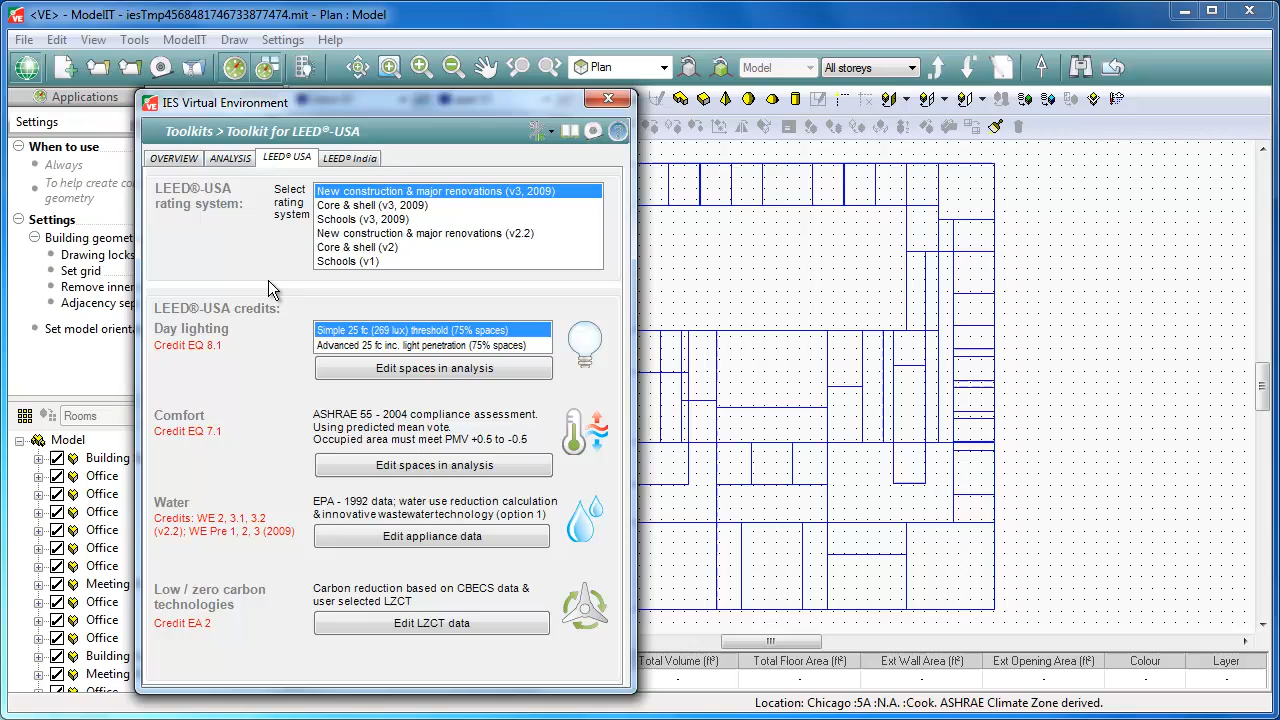 <VE> - ModelIT - iesTmp4568481746733877474.mit - Plan : Model
File Edit View Tools ModelIT Draw Settings Help
Plan Model All storeys
Applications
Settings
When to use
Always
To help create co
geometry
Settings
Building geomet
Drawing locks
Set grid
Remove inner
Adjacency sep
Set model orient
Rooms
Model
Building
Office
Office
Office
Office
Office
Office
Meeting
Office
Office
Office
Building
Meeting
IES Virtual Environment
Toolkits > Toolkit for LEED®-USA
OVERVIEW ANALYSIS LEED® USA LEED® India
LEED®-USA
rating system:
Select
rating
system
New construction & major renovations (v3, 2009)
Core & shell (v3, 2009)
Schools (v3, 2009)
New construction & major renovations (v2.2)
Core & shell (v2)
Schools (v1)
LEED®-USA credits:
Day lighting
Credit EQ 8.1
Simple 25 fc (269 lux) threshold (75% spaces)
Advanced 25 fc inc. light penetration (75% spaces)
Edit spaces in analysis
Comfort
Credit EQ 7.1
ASHRAE 55 - 2004 compliance assessment.
Using predicted mean vote.
Occupied area must meet PMV +0.5 to -0.5
Edit spaces in analysis
Water
Credits: WE 2, 3.1, 3.2
(v2.2); WE Pre 1, 2, 3 (2009)
EPA - 1992 data; water use reduction calculation
& innovative wastewatertechnology (option 1)
Edit appliance data
Low / zero carbon
technologies
Credit EA 2
Carbon reduction based on CBECS data &
user selected LZCT
Edit LZCT data
Total Volume (ft³) Total Floor Area (ft²) Ext Wall Area (ft²) Ext Opening Area (ft²) Colour Layer
- - - - - -
Location: Chicago :5A :N.A. :Cook. ASHRAE Climate Zone derived.